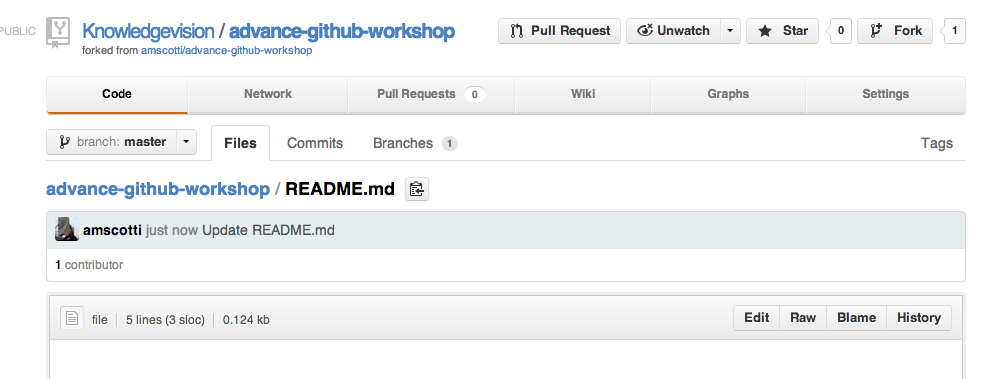 PUBLIC Knowledgevision / advance-github-workshop Pull Request Unwatch Star 0 Fork 1
forked from amscotti/advance-github-workshop
Code Network Pull Requests 0 Wiki Graphs Settings
branch: master Files Commits Branches 1 Tags
advance-github-workshop / README.md
amscotti just now Update README.md
1 contributor
file 5 lines (3 sloc) 0.124 kb Edit Raw Blame History